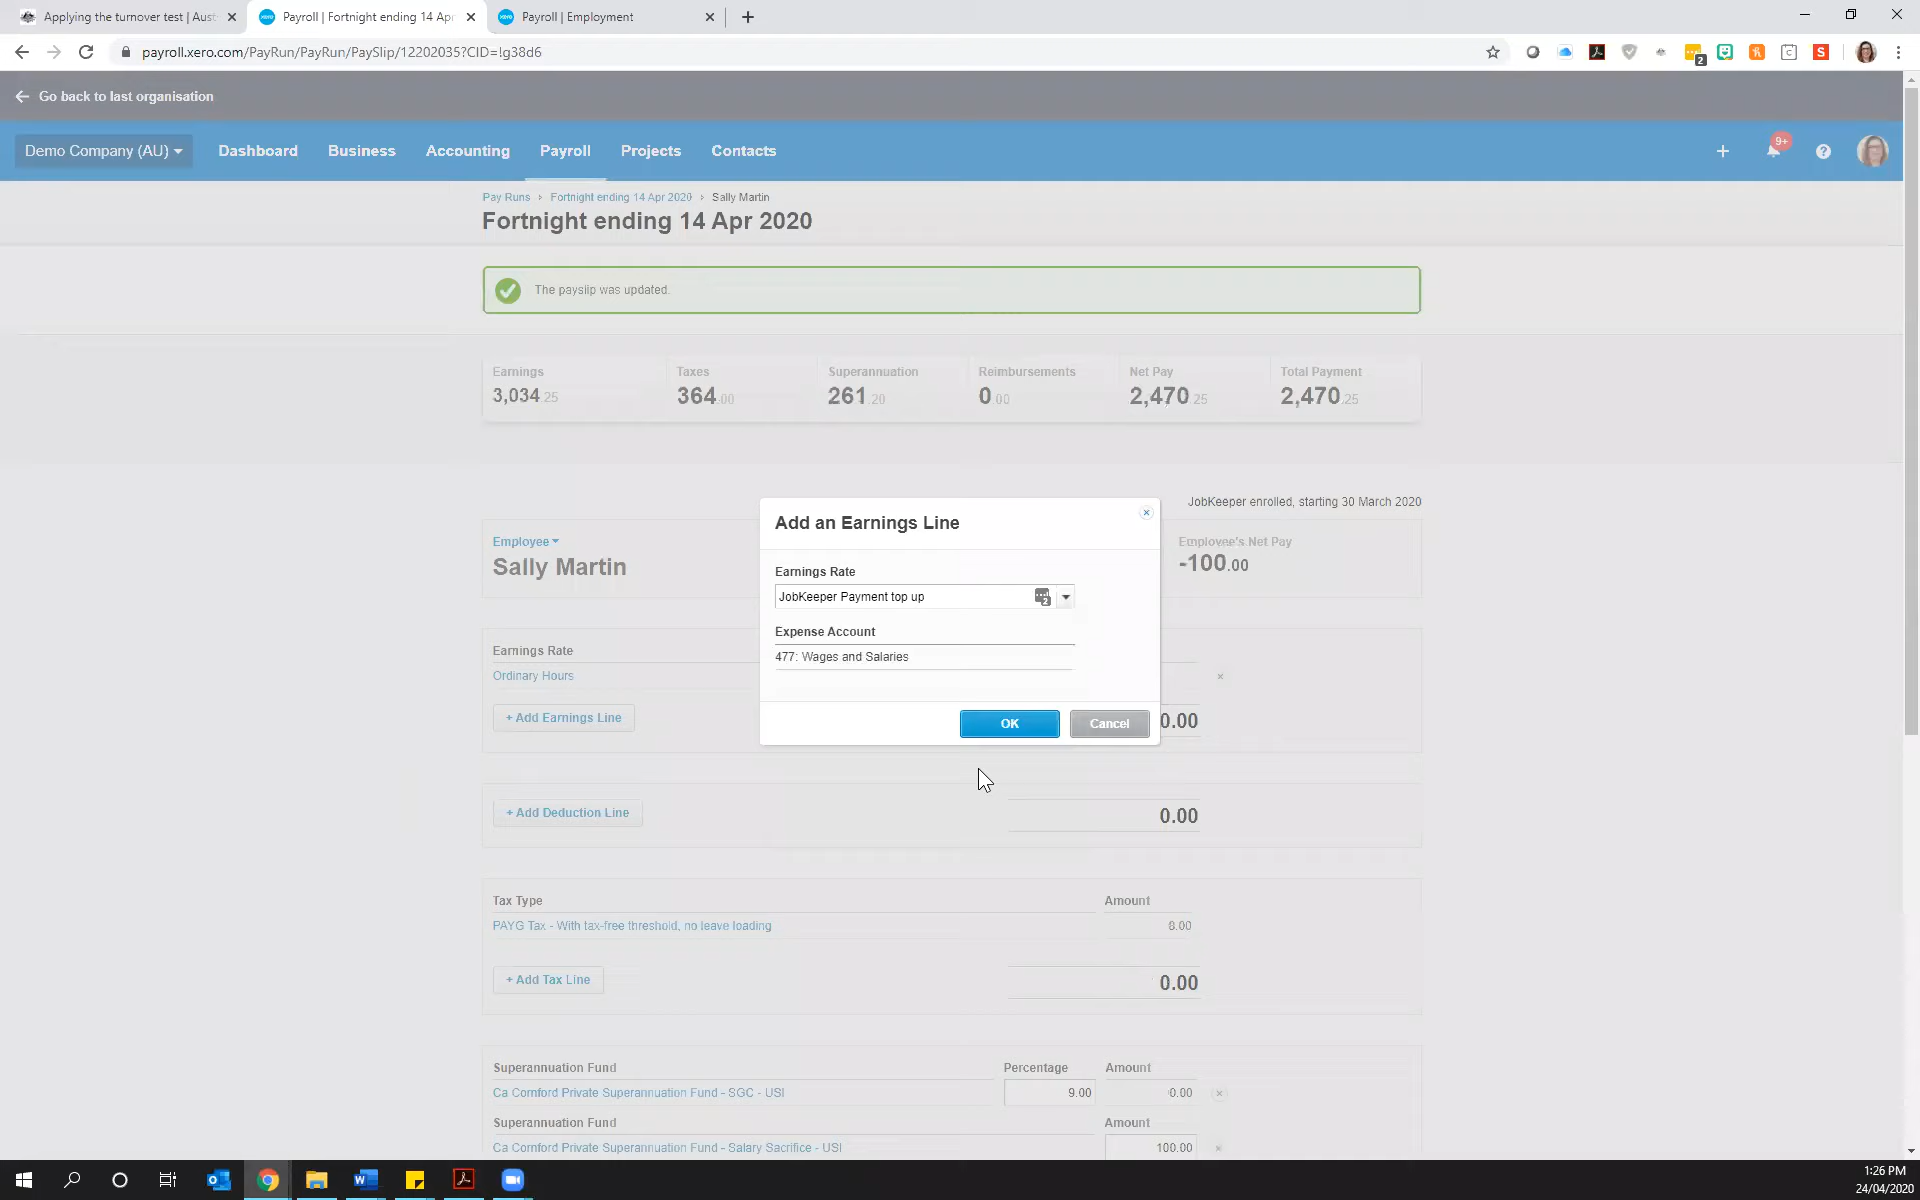 Applying the turnover test | Aust
Payroll | Fortnight ending 14 Apr
Payroll | Employment
payroll.xero.com/PayRun/PayRun/PaySlip/12202035?CID=!g38d6
2
Go back to last organisation
Demo Company (AU)
Dashboard
Business
Accounting
Payroll
Projects
Contacts
9+
Pay Runs › Fortnight ending 14 Apr 2020 › Sally Martin
Fortnight ending 14 Apr 2020
The payslip was updated.
Earnings
Taxes
Superannuation
Reimbursements
Net Pay
Total Payment
3,034.25
364.00
261.20
0.00
2,470.25
2,470.25
JobKeeper enrolled, starting 30 March 2020
Employee
Sally Martin
Employee's Net Pay
-100.00
Add an Earnings Line
Earnings Rate
JobKeeper Payment top up
2
Expense Account
477: Wages and Salaries
OK
Cancel
Earnings Rate
Ordinary Hours
+ Add Earnings Line
0.00
+ Add Deduction Line
0.00
Tax Type
Amount
PAYG Tax - With tax-free threshold, no leave loading
0.00
+ Add Tax Line
0.00
Superannuation Fund
Percentage
Amount
Ca Cornford Private Superannuation Fund - SGC - USI
9.00
0.00
Superannuation Fund
Amount
Ca Cornford Private Superannuation Fund - Salary Sacrifice - USI
100.00
1:26 PM
24/04/2020